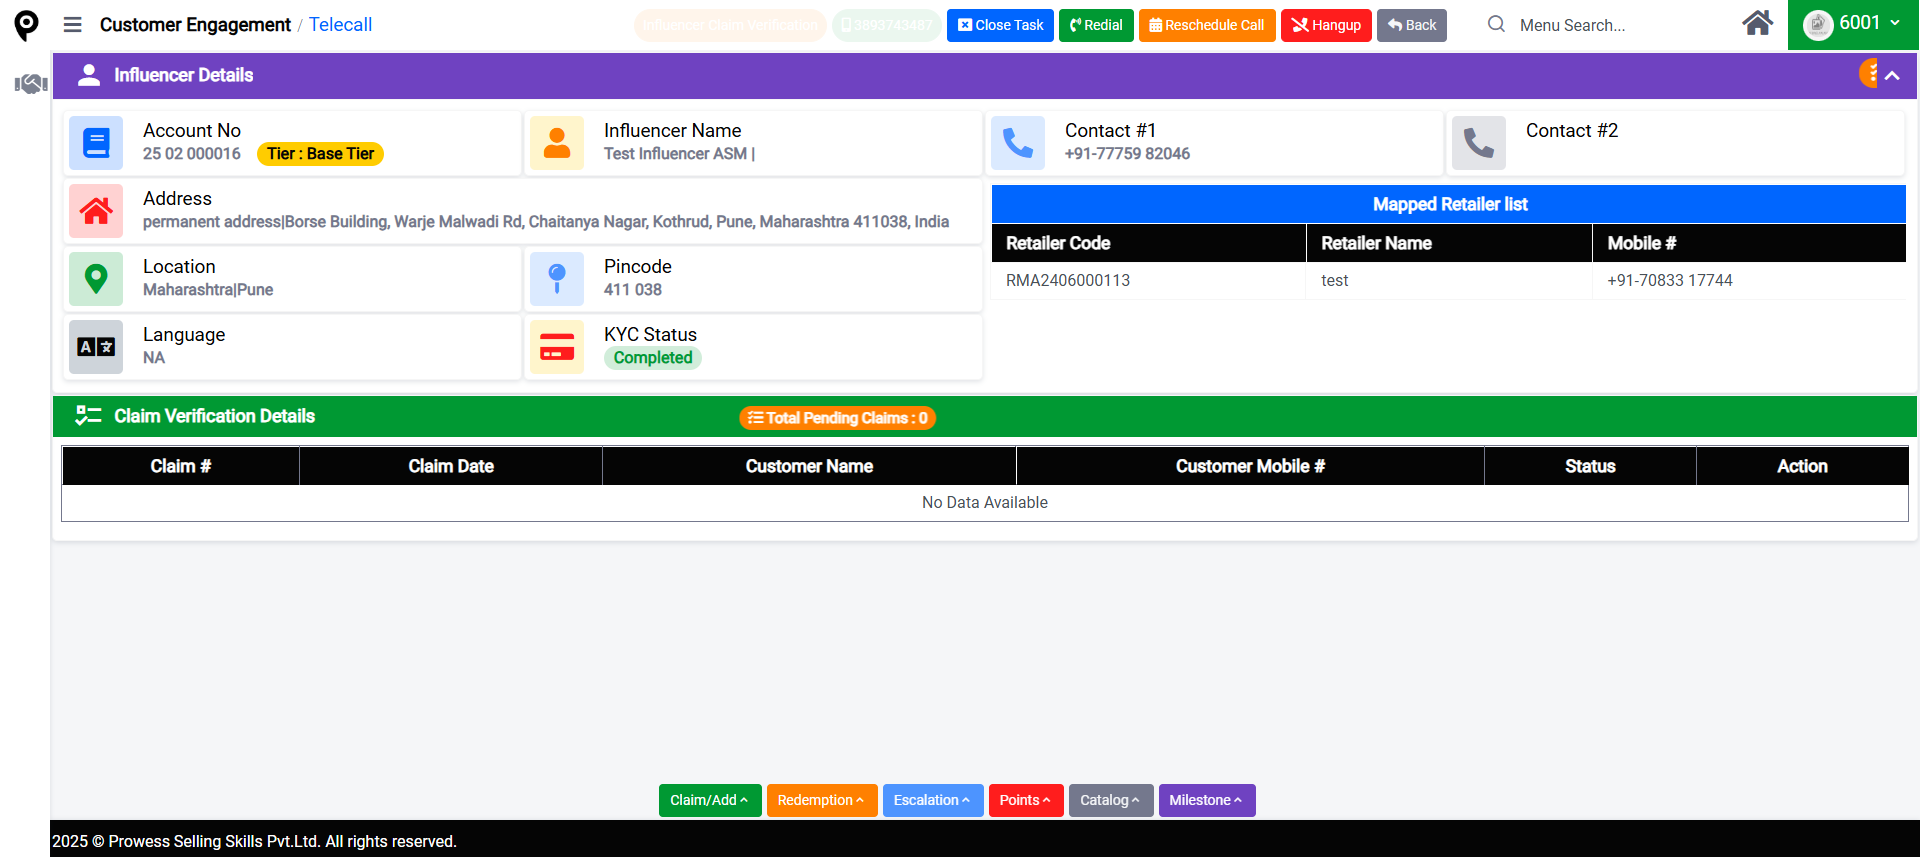 Customer Engagement / Telecall
Influencer Claim Verification
3893743487
Close Task
Redial
Reschedule Call
Hangup
Back
Menu Search...
6001
Influencer Details
Account No
25 02 000016
Tier : Base Tier
Influencer Name
Test Influencer ASM |
Contact #1
+91-77759 82046
Contact #2
Address
permanent address|Borse Building, Warje Malwadi Rd, Chaitanya Nagar, Kothrud, Pune, Maharashtra 411038, India
Mapped Retailer list
Retailer Code Retailer Name Mobile #
RMA2406000113 test +91-70833 17744
Location
Maharashtra|Pune
Pincode
411 038
Language
NA
KYC Status
Completed
Claim Verification Details
Total Pending Claims : 0
Claim # Claim Date Customer Name Customer Mobile # Status Action
No Data Available
Claim/Add
Redemption
Escalation
Points
Catalog
Milestone
2025 © Prowess Selling Skills Pvt.Ltd. All rights reserved.